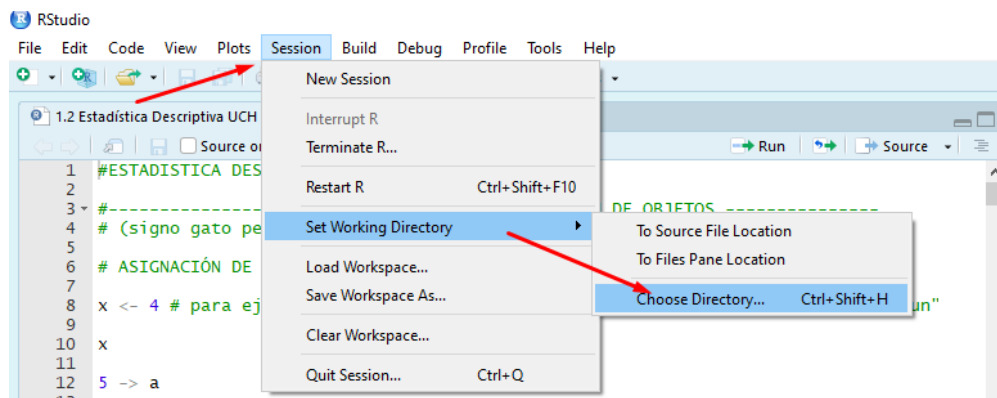 RStudio
File Edit Code View Plots Session Build Debug Profile Tools Help
New Session
1.2 Estadística Descriptiva UCH
Interrupt R
Source
Terminate R...
Run
Source
1 #ESTADISTICA DES
2
Restart R Ctrl+Shift+F10
3 #--------------- DE OBJETOS ---------------
4 # (signo gato pe
Set Working Directory
To Source File Location
5
To Files Pane Location
6 # ASIGNACIÓN DE
Load Workspace...
7
Save Workspace As...
Choose Directory... Ctrl+Shift+H
8 x <- 4 # para ej un"
9
Clear Workspace...
10 x
11
12 5 -> a
Quit Session... Ctrl+Q